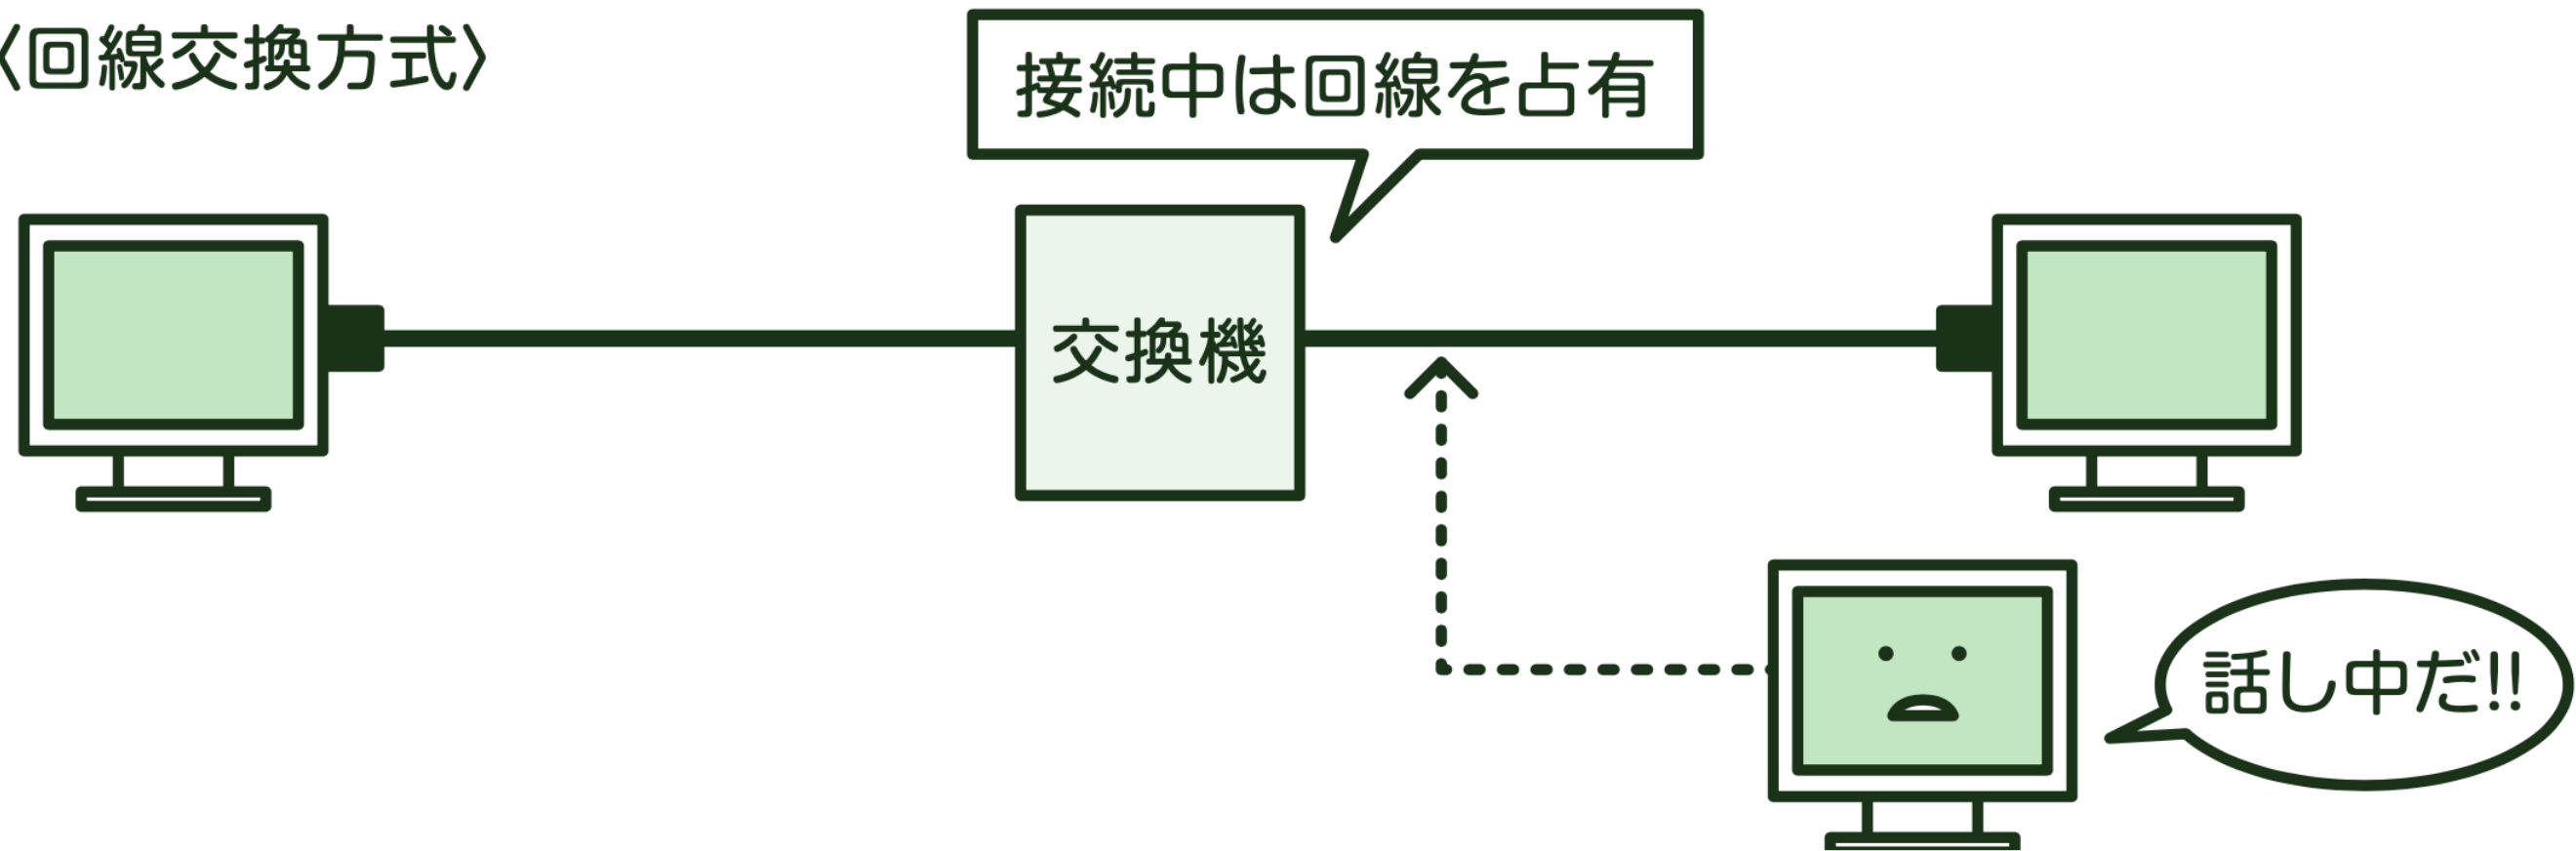 〈回線交換方式〉
接続中は回線を占有
交換機
話し中だ!!